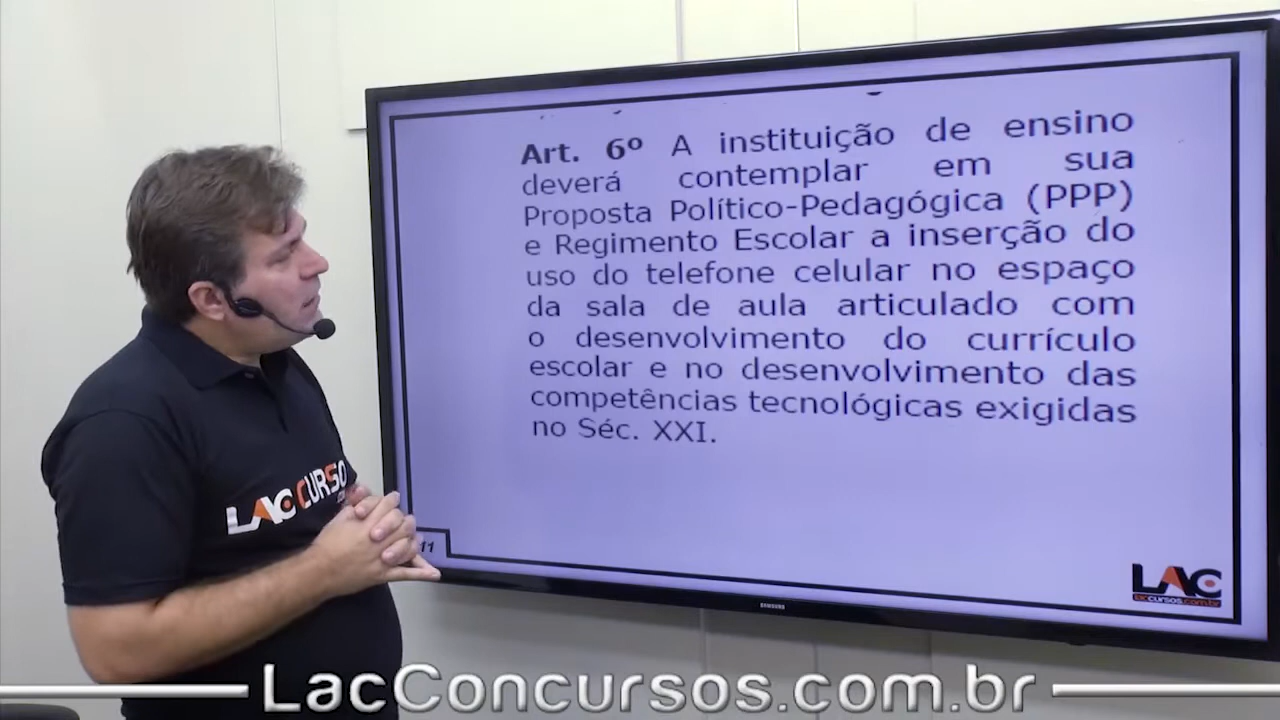 Art. 6º A instituição de ensino
deverá contemplar em sua
Proposta Político-Pedagógica (PPP)
e Regimento Escolar a inserção do
uso do telefone celular no espaço
da sala de aula articulado com
o desenvolvimento do currículo
escolar e no desenvolvimento das
competências tecnológicas exigidas
no Séc. XXI.
LAC CURSO
11
LAC
laccursos.com.br
SAMSUNG
LacConcursos.com.br